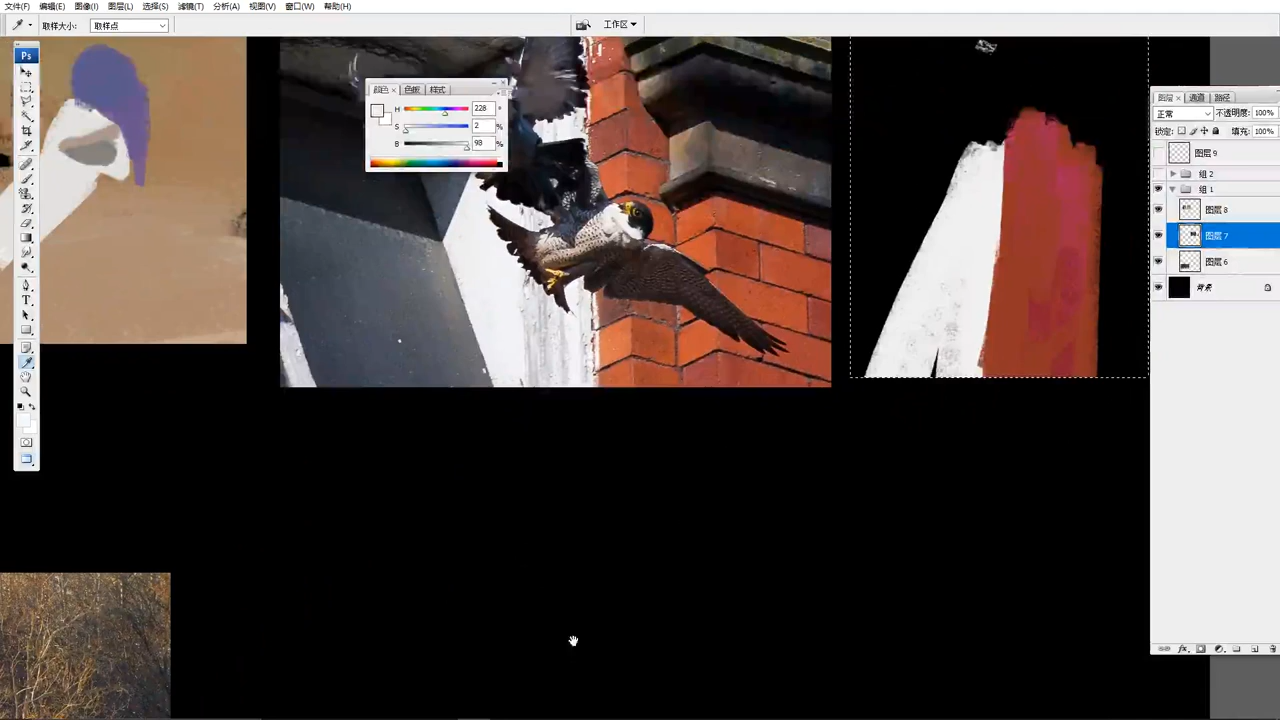 文件(F) 编辑(E) 图像(I) 图层(L) 选择(S) 滤镜(T) 分析(A) 视图(V) 窗口(W) 帮助(H)
取样大小: 取样点 工作区
Ps
颜色 × 色板 样式
H 228 °
S 2 %
B 93 %
图层 × 通道 路径
正常 不透明度: 100%
锁定: 填充: 100%
图层 9
组 2
组 1
图层 8
图层 7
图层 6
背景
T
fx